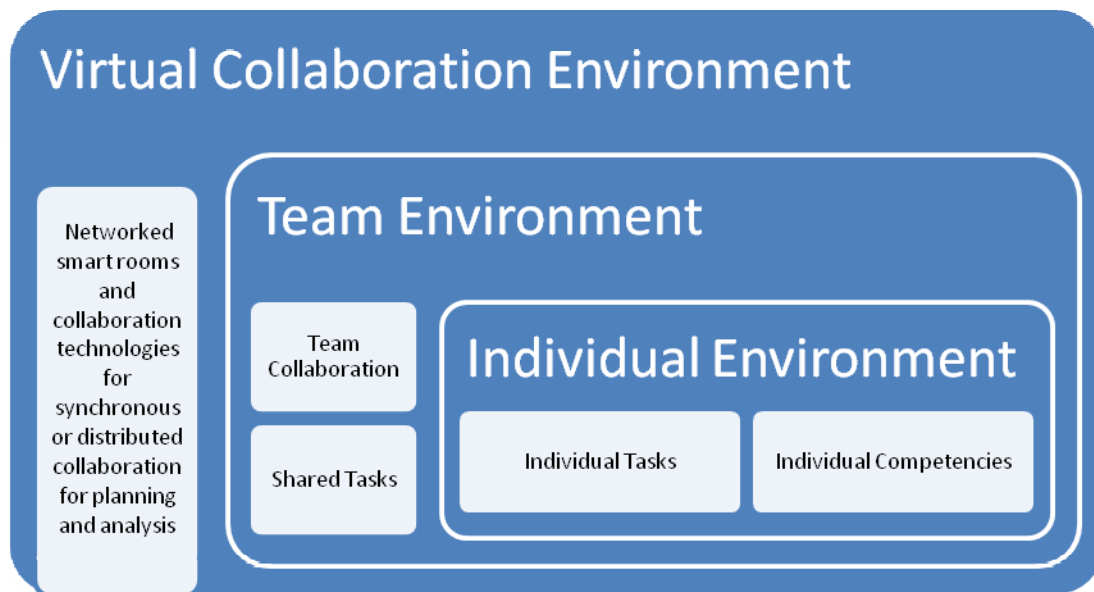 Virtual Collaboration Environment
Networked
smart rooms
and
collaboration
technologies
for
synchronous
or distributed
collaboration
for planning
and analysis
Team Environment
Team
Collaboration
Shared Tasks
Individual Environment
Individual Tasks
Individual Competencies